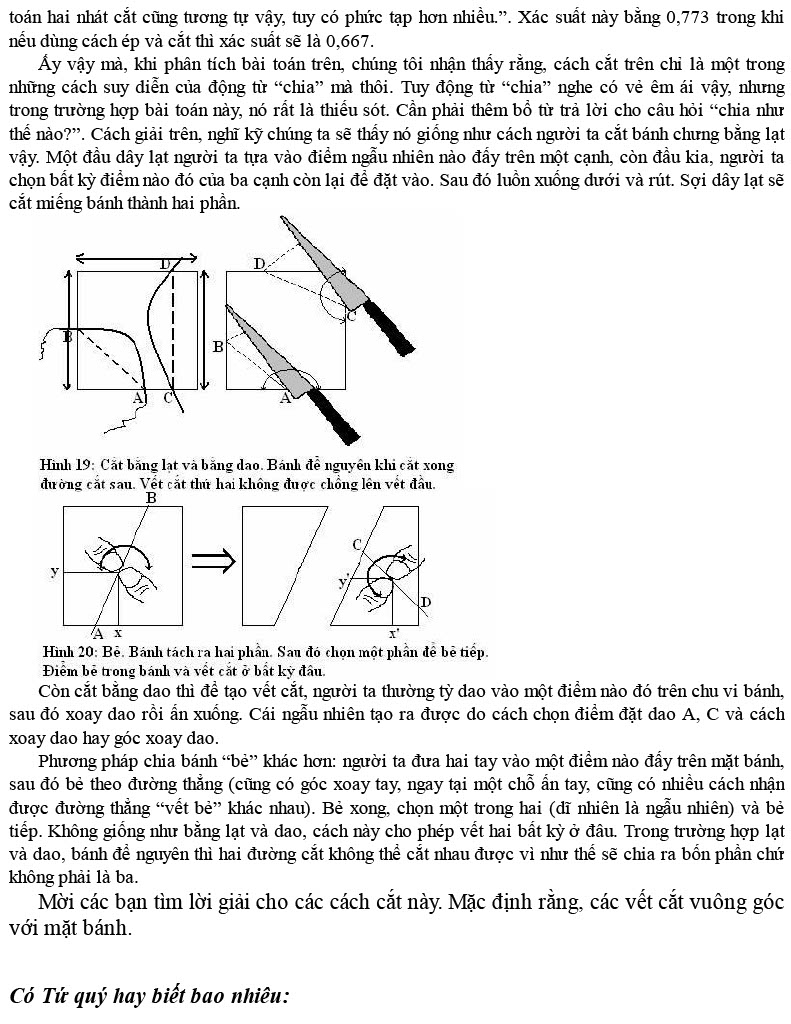 toán hai nhát cắt cũng tương tự vậy, tuy có phức tạp hơn nhiều.”. Xác suất này bằng 0,773 trong khi
nếu dùng cách ép và cắt thì xác suất sẽ là 0,667.
Ấy vậy mà, khi phân tích bài toán trên, chúng tôi nhận thấy rằng, cách cắt trên chỉ là một trong
những cách suy diễn của động từ “chia” mà thôi. Tuy động từ “chia” nghe có vẻ êm ái vậy, nhưng
trong trường hợp bài toán này, nó rất là thiếu sót. Cần phải thêm bổ từ trả lời cho câu hỏi “chia như
thế nào?”. Cách giải trên, nghĩ kỹ chúng ta sẽ thấy nó giống như cách người ta cắt bánh chưng bằng lạt
vậy. Một đầu dây lạt người ta tựa vào điểm ngẫu nhiên nào đấy trên một cạnh, còn đầu kia, người ta
chọn bất kỳ điểm nào đó của ba cạnh còn lại để đặt vào. Sau đó luồn xuống dưới và rút. Sợi dây lạt sẽ
cắt miếng bánh thành hai phần.
D
D
C
B
B
A
C
A
Hình 19: Cắt bằng lạt và bằng dao. Bánh để nguyên khi cắt xong
đường cắt sau. Vết cắt thứ hai không được chồng lên vết đầu.
B
C
y
y'
D
A
x
x'
Hình 20: Bẻ. Bánh tách ra hai phần. Sau đó chọn một phần để bẻ tiếp.
Điểm bẻ trong bánh và vết cắt ở bất kỳ đâu.
Còn cắt bằng dao thì để tạo vết cắt, người ta thường tỳ dao vào một điểm nào đó trên chu vi bánh,
sau đó xoay dao rồi ấn xuống. Cái ngẫu nhiên tạo ra được do cách chọn điểm đặt dao A, C và cách
xoay dao hay góc xoay dao.
Phương pháp chia bánh “bẻ” khác hơn: người ta đưa hai tay vào một điểm nào đấy trên mặt bánh,
sau đó bẻ theo đường thẳng (cũng có góc xoay tay, ngay tại một chỗ ấn tay, cũng có nhiều cách nhận
được đường thẳng “vết bẻ” khác nhau). Bẻ xong, chọn một trong hai (dĩ nhiên là ngẫu nhiên) và bẻ
tiếp. Không giống như bằng lạt và dao, cách này cho phép vết hai bất kỳ ở đâu. Trong trường hợp lạt
và dao, bánh để nguyên thì hai đường cắt không thể cắt nhau được vì như thế sẽ chia ra bốn phần chứ
không phải là ba.
Mời các bạn tìm lời giải cho các cách cắt này. Mặc định rằng, các vết cắt vuông góc
với mặt bánh.
Có Tứ quý hay biết bao nhiêu: